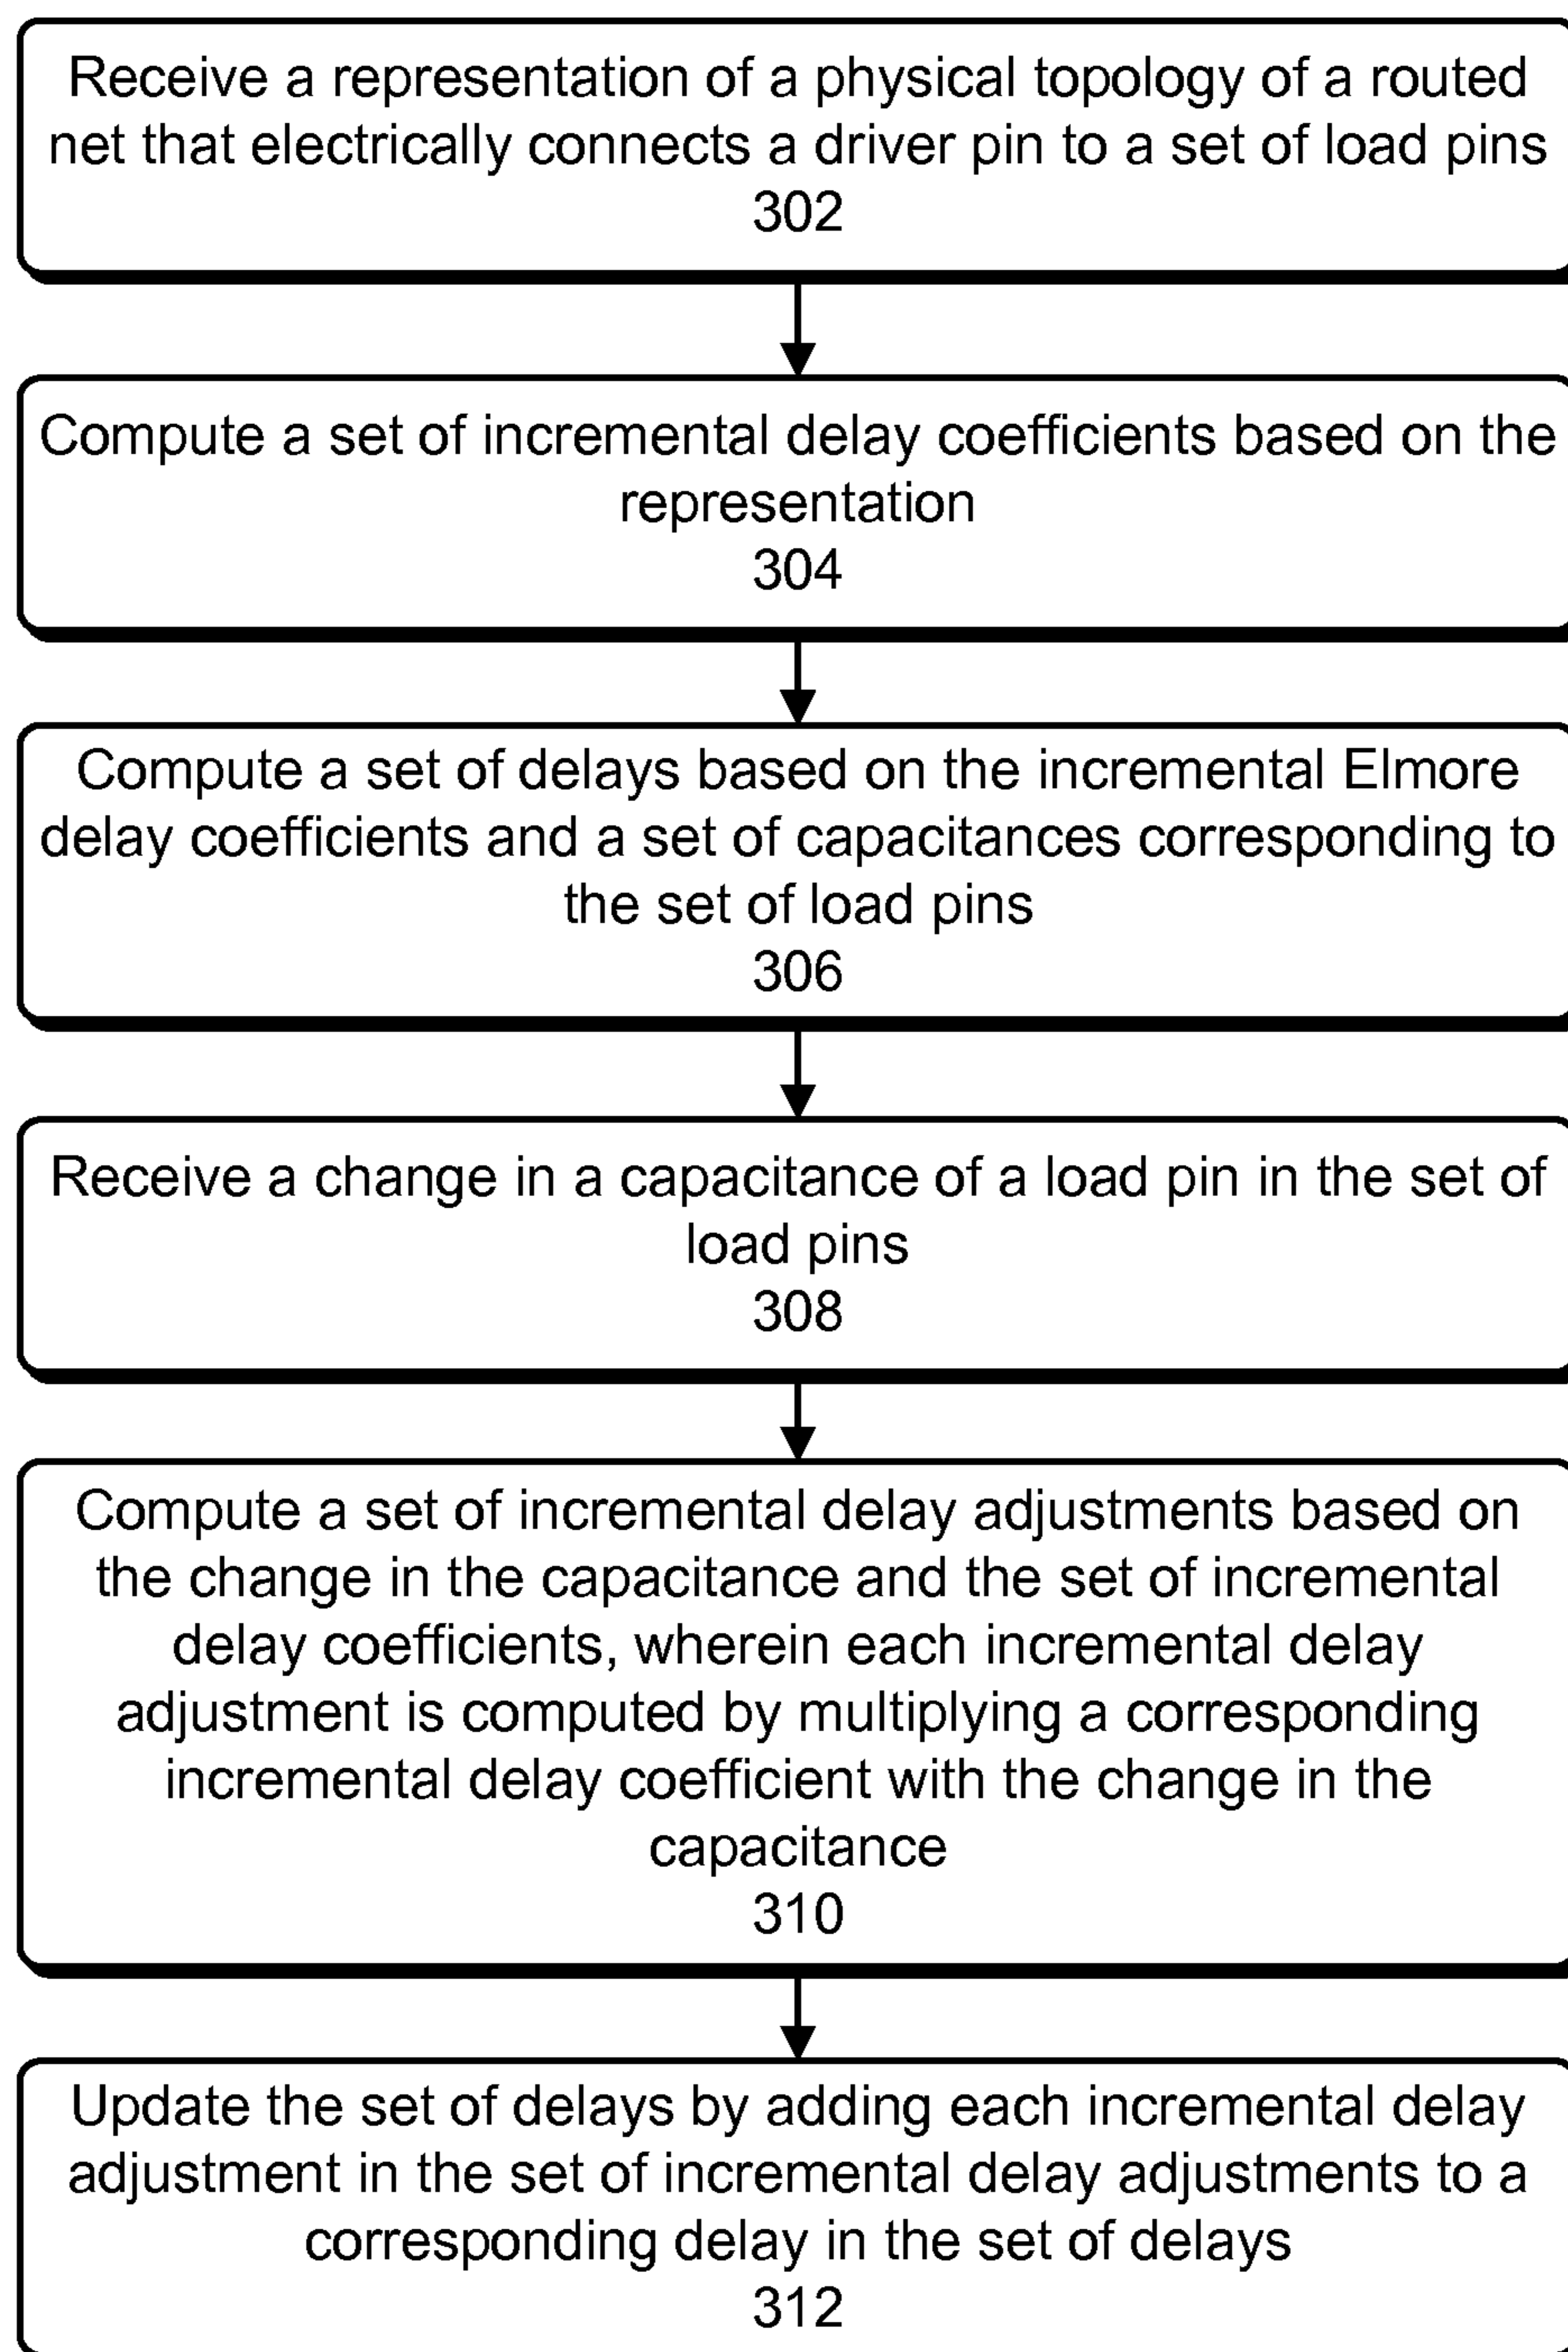 Receive a representation of a physical topology of a routed
net that electrically connects a driver pin to a set of load pins
302
Compute a set of incremental delay coefficients based on the
representation
304
Compute a set of delays based on the incremental Elmore
delay coefficients and a set of capacitances corresponding to
the set of load pins
306
Receive a change in a capacitance of a load pin in the set of
load pins
308
Compute a set of incremental delay adjustments based on
the change in the capacitance and the set of incremental
delay coefficients, wherein each incremental delay
adjustment is computed by multiplying a corresponding
incremental delay coefficient with the change in the
capacitance
310
Update the set of delays by adding each incremental delay
adjustment in the set of incremental delay adjustments to a
corresponding delay in the set of delays
312